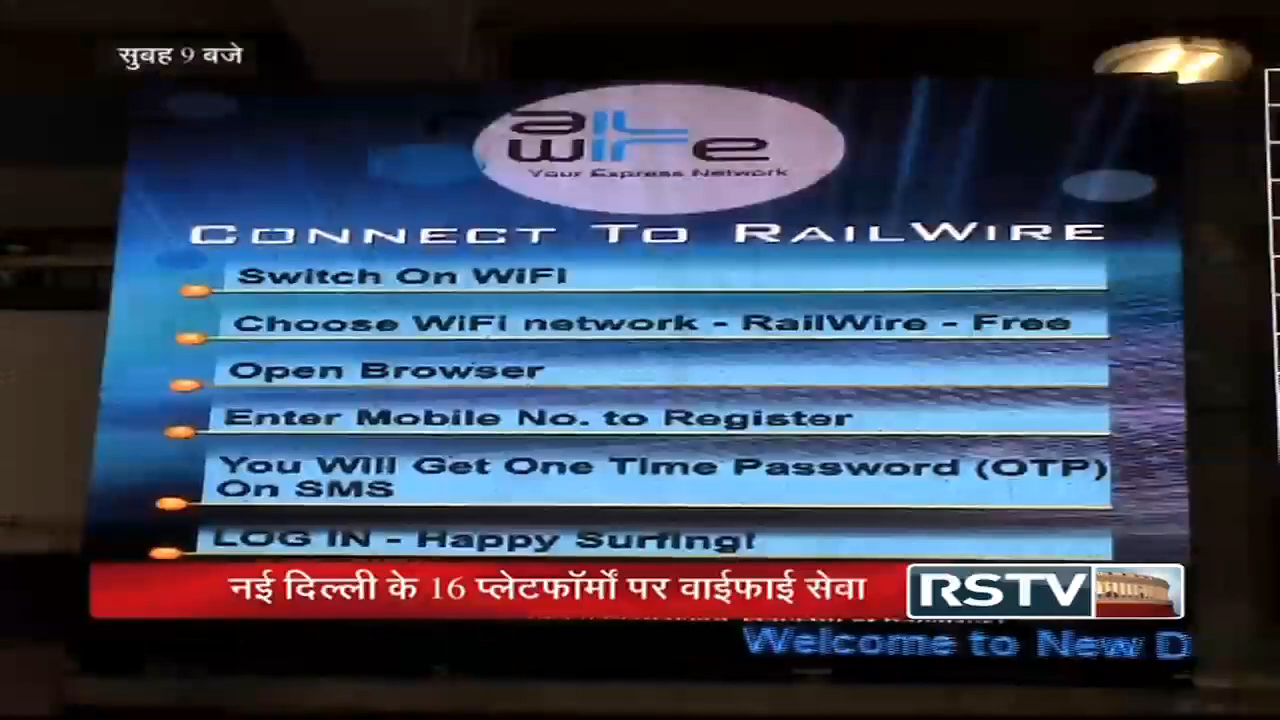 सुबह 9 बजे
aIL
wIre
Your Express Network
CONNECT TO RAILWIRE
Switch On WiFi
Choose WiFi network - RailWire - Free
Open Browser
Enter Mobile No. to Register
You Will Get One Time Password (OTP)
On SMS
LOG IN - Happy Surfing!
नई दिल्ली के 16 प्लेटफॉर्मों पर वाईफाई सेवा
RSTV
Welcome to New D